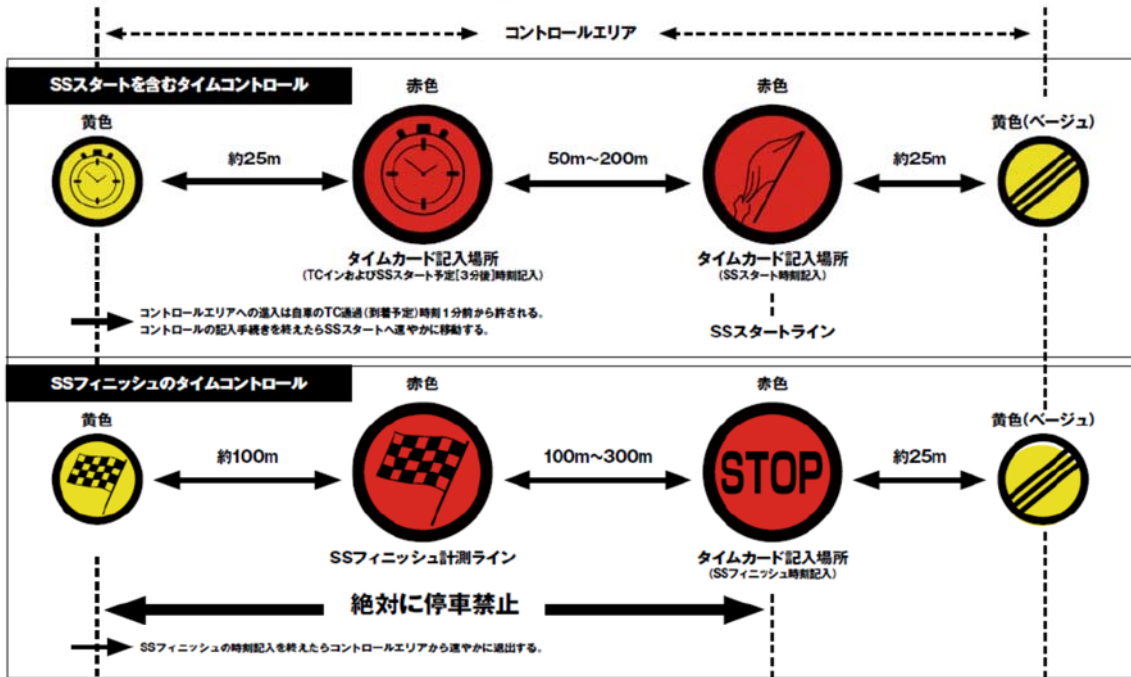 コントロールエリア
SSスタートを含むタイムコントロール
赤色
赤色
黄色
黄色(ベージュ)
約25m
50m〜200m
約25m
タイムカード記入場所
(TCインおよびSSスタート予定[3分後]時刻記入)
タイムカード記入場所
(SSスタート時刻記入)
コントロールエリアへの進入は自車のTC通過(到着予定)時刻1分前から許される。
コントロールの記入手続きを終えたらSSスタートへ速やかに移動する。
SSスタートライン
SSフィニッシュのタイムコントロール
赤色
赤色
黄色
黄色(ベージュ)
約100m
100m〜300m
約25m
STOP
SSフィニッシュ計測ライン
タイムカード記入場所
(SSフィニッシュ時刻記入)
絶対に停車禁止
SSフィニッシュの時刻記入を終えたらコントロールエリアから速やかに退出する。